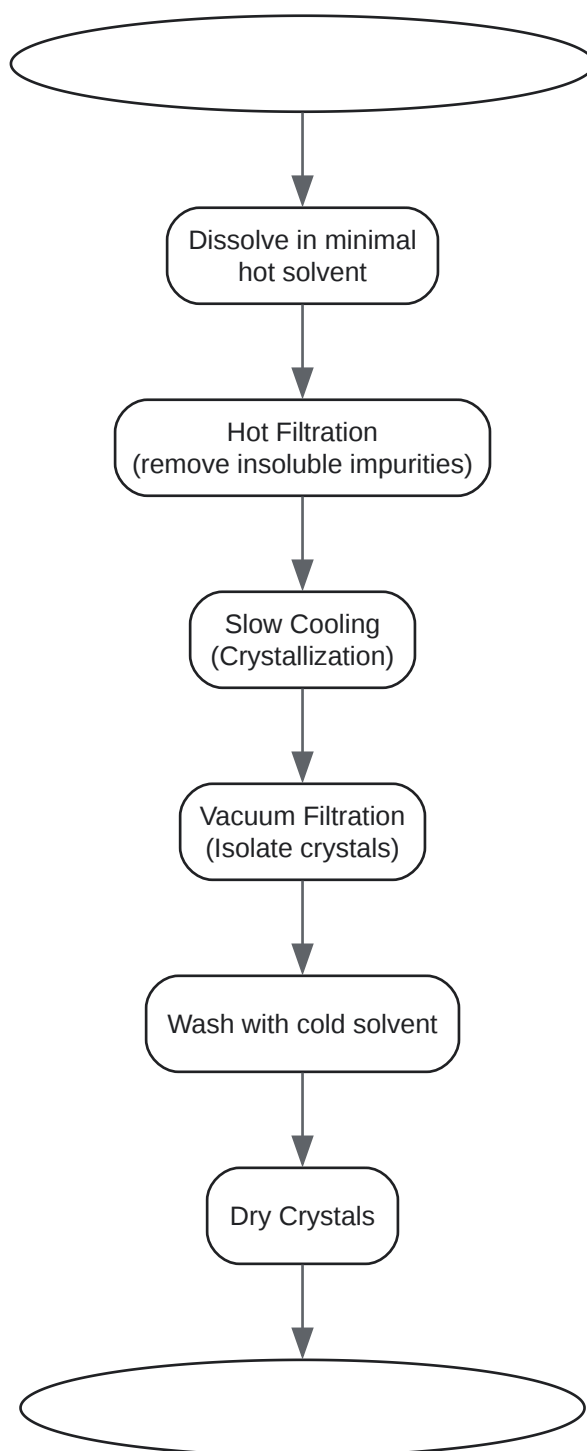 Dissolve in minimal
hot solvent
Hot Filtration
(remove insoluble impurities)
Slow Cooling
(Crystallization)
Vacuum Filtration
(Isolate crystals)
Wash with cold solvent
Dry Crystals